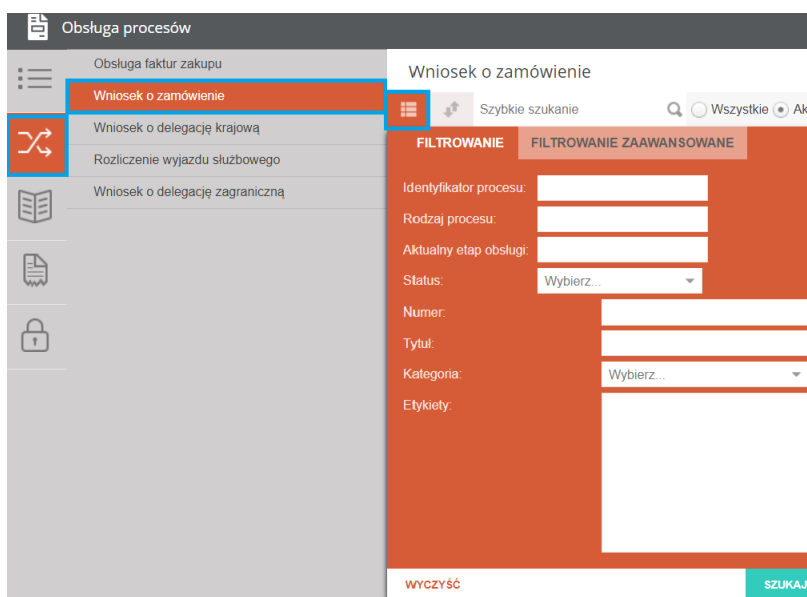 Obsługa procesów
Obsługa faktur zakupu
Wniosek o zamówienie
Wniosek o delegację krajową
Rozliczenie wyjazdu służbowego
Wniosek o delegację zagraniczną
Wniosek o zamówienie
Szybkie szukanie Wszystkie Ak
FILTROWANIE FILTROWANIE ZAAWANSOWANE
Identyfikator procesu:
Rodzaj procesu:
Aktualny etap obsługi:
Status: Wybierz...
Numer:
Tytuł:
Kategoria: Wybierz...
Etykiety:
WYCZYŚĆ SZUKAJ